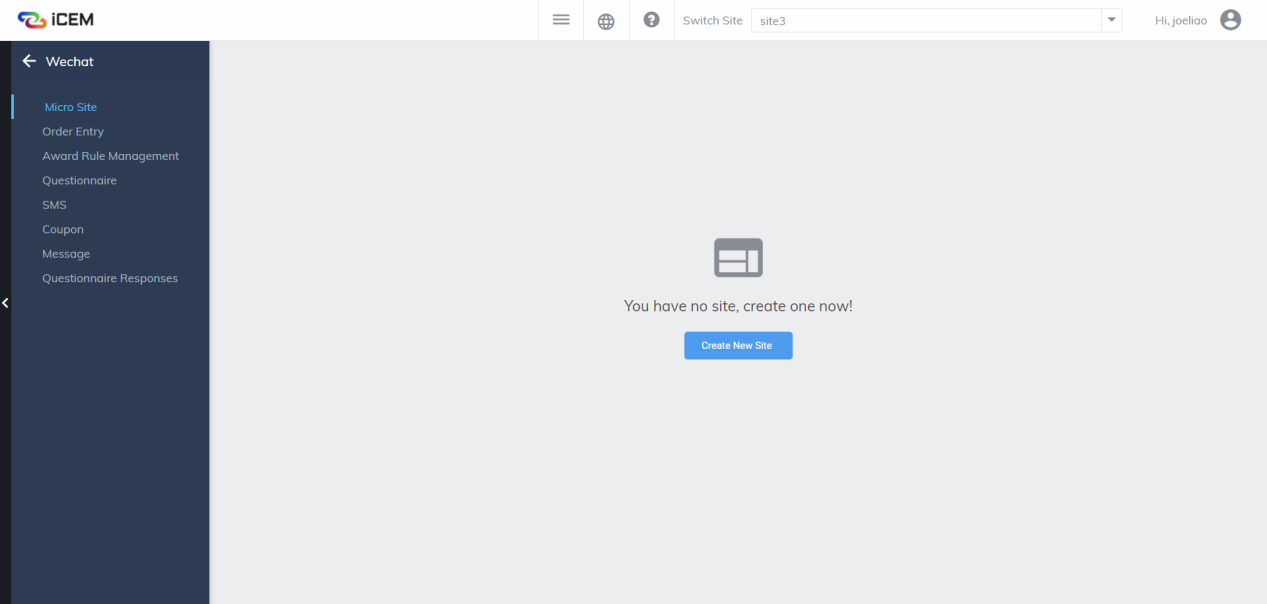 iCEM
Switch Site
site3
Hi, joeliao
Wechat
Micro Site
Order Entry
Award Rule Management
Questionnaire
SMS
Coupon
Message
Questionnaire Responses
You have no site, create one now!
Create New Site